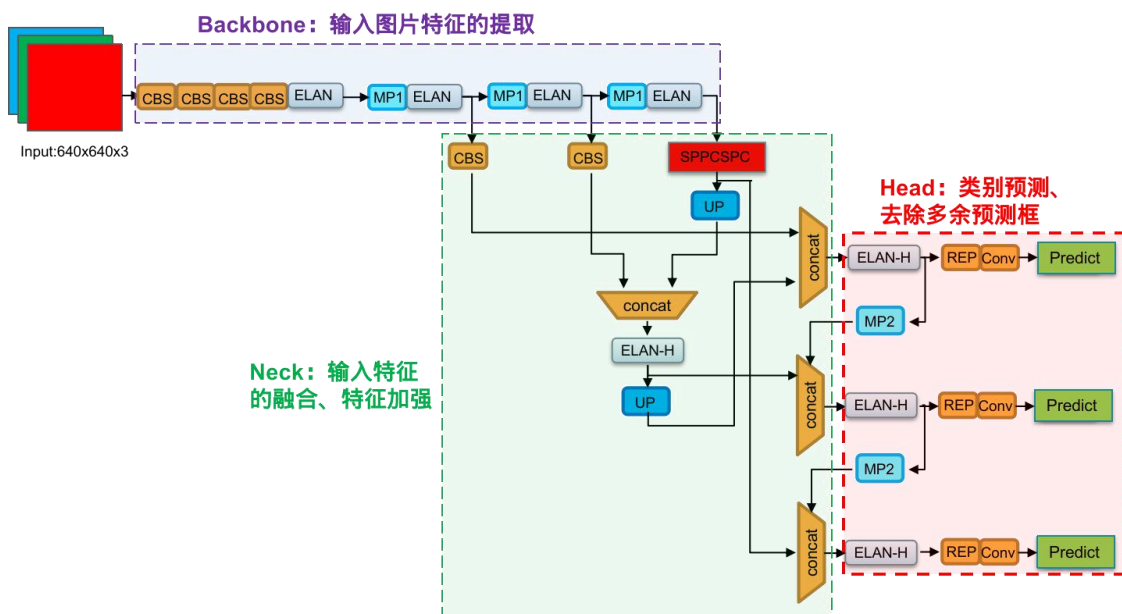 Backbone：输入图片特征的提取
CBS CBS CBS CBS ELAN MP1 ELAN MP1 ELAN MP1 ELAN
Input:640x640x3
CBS CBS SPPCSPC
UP
Head：类别预测、
去除多余预测框
concat
ELAN-H REP Conv Predict
concat
MP2
ELAN-H
Neck：输入特征
的融合、特征加强
UP
concat
ELAN-H REP Conv Predict
MP2
concat
ELAN-H REP Conv Predict